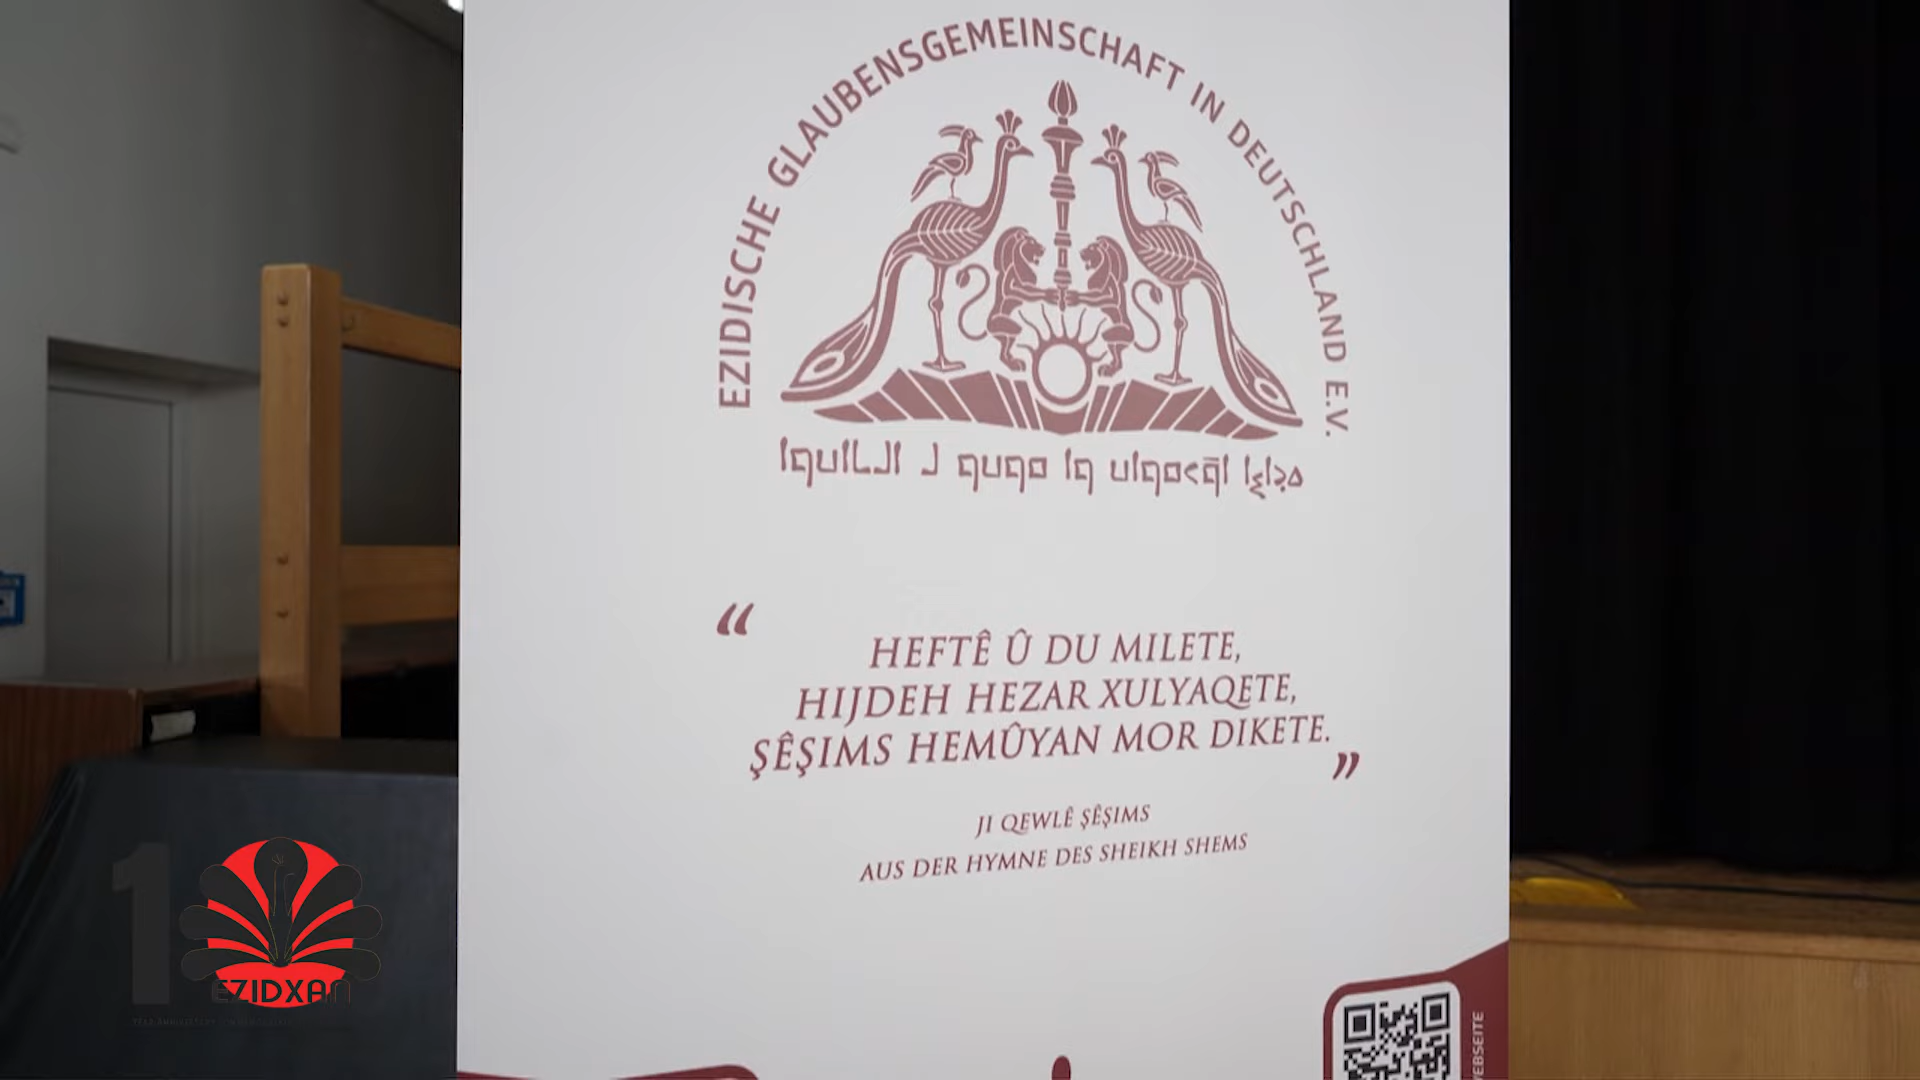 EZIDISCHE GLAUBENSGEMEINSCHAFT IN DEUTSCHLAND E.V.
“
HEFTÊ Û DU MILETE,
HIJDEH HEZAR XULYAQETE,
ŞÊŞIMS HEMÛYAN MOR DIKETE.
”
JI QEWLÊ ŞÊŞIMS
AUS DER HYMNE DES SHEIKH SHEMS
EZIDXAN